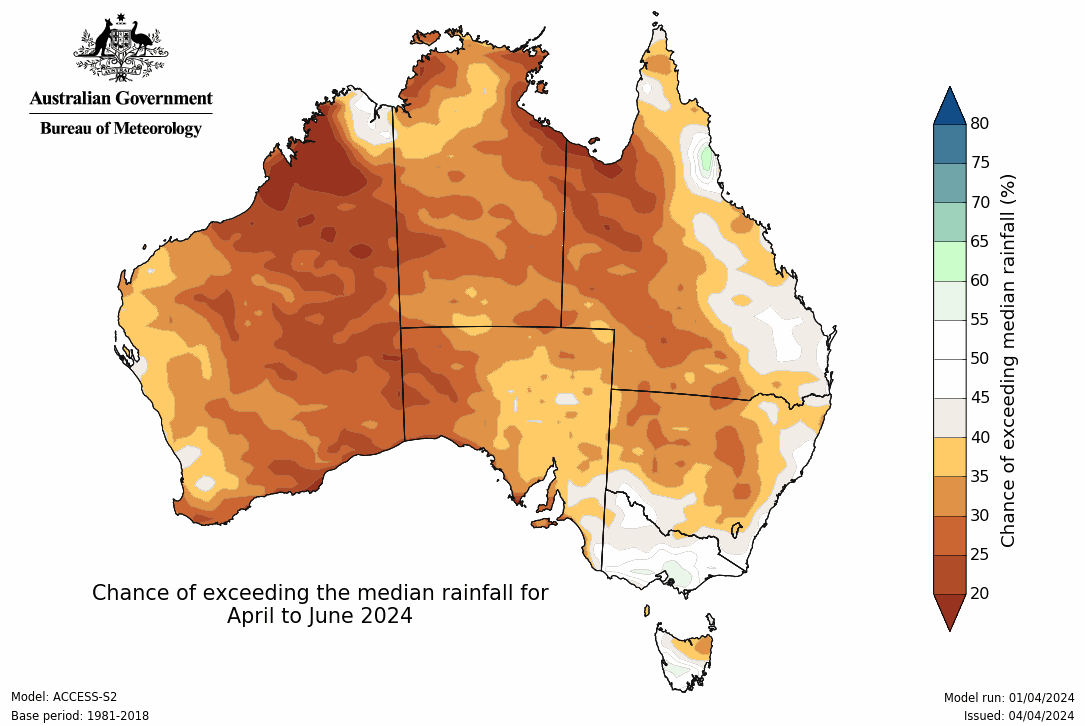 Australian Government
Bureau of Meteorology
80
75
70
65
60
55
50
45
40
35
30
25
20
Chance of exceeding median rainfall (%)
Chance of exceeding the median rainfall for
April to June 2024
Model: ACCESS-S2
Base period: 1981-2018
Model run: 01/04/2024
Issued: 04/04/2024